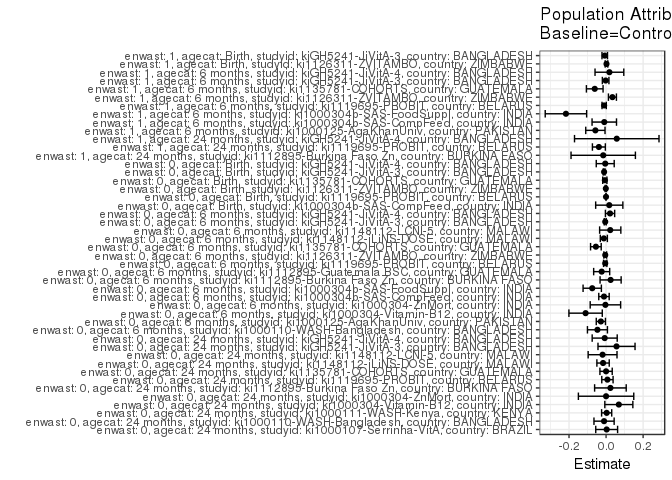 Population Attrib
Baseline=Contro
enwast: 1, agecat: Birth, studyid: kiGH5241-JiVitA-3, country: BANGLADESH
enwast: 1, agecat: Birth, studyid: ki1126311-ZVITAMBO, country: ZIMBABWE
enwast: 1, agecat: 6 months, studyid: kiGH5241-JiVitA-4, country: BANGLADESH
enwast: 1, agecat: 6 months, studyid: kiGH5241-JiVitA-3, country: BANGLADESH
enwast: 1, agecat: 6 months, studyid: ki1135781-COHORTS, country: GUATEMALA
enwast: 1, agecat: 6 months, studyid: ki1126311-ZVITAMBO, country: ZIMBABWE
enwast: 1, agecat: 6 months, studyid: ki1119695-PROBIT, country: BELARUS
enwast: 1, agecat: 6 months, studyid: ki1000304b-SAS-FoodSuppl, country: INDIA
enwast: 1, agecat: 6 months, studyid: ki1000304b-SAS-CompFeed, country: INDIA
enwast: 1, agecat: 6 months, studyid: ki1000125-AgaKhanUniv, country: PAKISTAN
enwast: 1, agecat: 24 months, studyid: kiGH5241-JiVitA-4, country: BANGLADESH
enwast: 1, agecat: 24 months, studyid: ki1119695-PROBIT, country: BELARUS
enwast: 1, agecat: 24 months, studyid: ki1112895-Burkina Faso Zn, country: BURKINA FASO
enwast: 0, agecat: Birth, studyid: kiGH5241-JiVitA-4, country: BANGLADESH
enwast: 0, agecat: Birth, studyid: kiGH5241-JiVitA-3, country: BANGLADESH
enwast: 0, agecat: Birth, studyid: ki1135781-COHORTS, country: GUATEMALA
enwast: 0, agecat: Birth, studyid: ki1126311-ZVITAMBO, country: ZIMBABWE
enwast: 0, agecat: Birth, studyid: ki1119695-PROBIT, country: BELARUS
enwast: 0, agecat: Birth, studyid: ki1000304b-SAS-CompFeed, country: INDIA
enwast: 0, agecat: 6 months, studyid: kiGH5241-JiVitA-4, country: BANGLADESH
enwast: 0, agecat: 6 months, studyid: kiGH5241-JiVitA-3, country: BANGLADESH
enwast: 0, agecat: 6 months, studyid: ki1148112-LCNI-5, country: MALAWI
enwast: 0, agecat: 6 months, studyid: ki1148112-iLiNS-DOSE, country: MALAWI
enwast: 0, agecat: 6 months, studyid: ki1135781-COHORTS, country: GUATEMALA
enwast: 0, agecat: 6 months, studyid: ki1126311-ZVITAMBO, country: ZIMBABWE
enwast: 0, agecat: 6 months, studyid: ki1119695-PROBIT, country: BELARUS
enwast: 0, agecat: 6 months, studyid: ki1112895-Guatemala BSC, country: GUATEMALA
enwast: 0, agecat: 6 months, studyid: ki1112895-Burkina Faso Zn, country: BURKINA FASO
enwast: 0, agecat: 6 months, studyid: ki1000304b-SAS-FoodSuppl, country: INDIA
enwast: 0, agecat: 6 months, studyid: ki1000304b-SAS-CompFeed, country: INDIA
enwast: 0, agecat: 6 months, studyid: ki1000304-ZnMort, country: INDIA
enwast: 0, agecat: 6 months, studyid: ki1000304-Vitamin-B12, country: INDIA
enwast: 0, agecat: 6 months, studyid: ki1000125-AgaKhanUniv, country: PAKISTAN
enwast: 0, agecat: 6 months, studyid: ki1000110-WASH-Bangladesh, country: BANGLADESH
enwast: 0, agecat: 24 months, studyid: kiGH5241-JiVitA-4, country: BANGLADESH
enwast: 0, agecat: 24 months, studyid: kiGH5241-JiVitA-3, country: BANGLADESH
enwast: 0, agecat: 24 months, studyid: ki1148112-LCNI-5, country: MALAWI
enwast: 0, agecat: 24 months, studyid: ki1148112-iLiNS-DOSE, country: MALAWI
enwast: 0, agecat: 24 months, studyid: ki1135781-COHORTS, country: GUATEMALA
enwast: 0, agecat: 24 months, studyid: ki1119695-PROBIT, country: BELARUS
enwast: 0, agecat: 24 months, studyid: ki1112895-Burkina Faso Zn, country: BURKINA FASO
enwast: 0, agecat: 24 months, studyid: ki1000304-ZnMort, country: INDIA
enwast: 0, agecat: 24 months, studyid: ki1000304-Vitamin-B12, country: INDIA
enwast: 0, agecat: 24 months, studyid: ki1000111-WASH-Kenya, country: KENYA
enwast: 0, agecat: 24 months, studyid: ki1000110-WASH-Bangladesh, country: BANGLADESH
enwast: 0, agecat: 24 months, studyid: ki1000107-Serrinha-VitA, country: BRAZIL
-0.2 0.0 0.2
Estimate